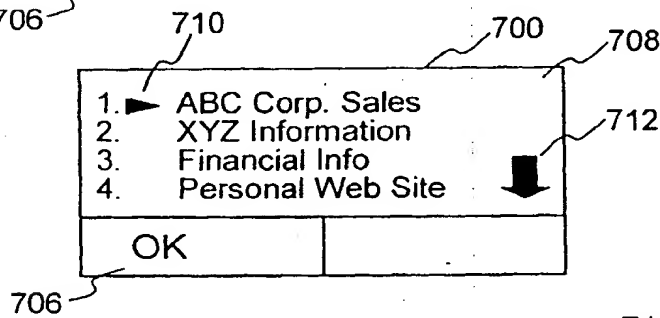 706
710
700
708
1. ABC Corp. Sales
2. XYZ Information
712
3. Financial Info
4. Personal Web Site
OK
706